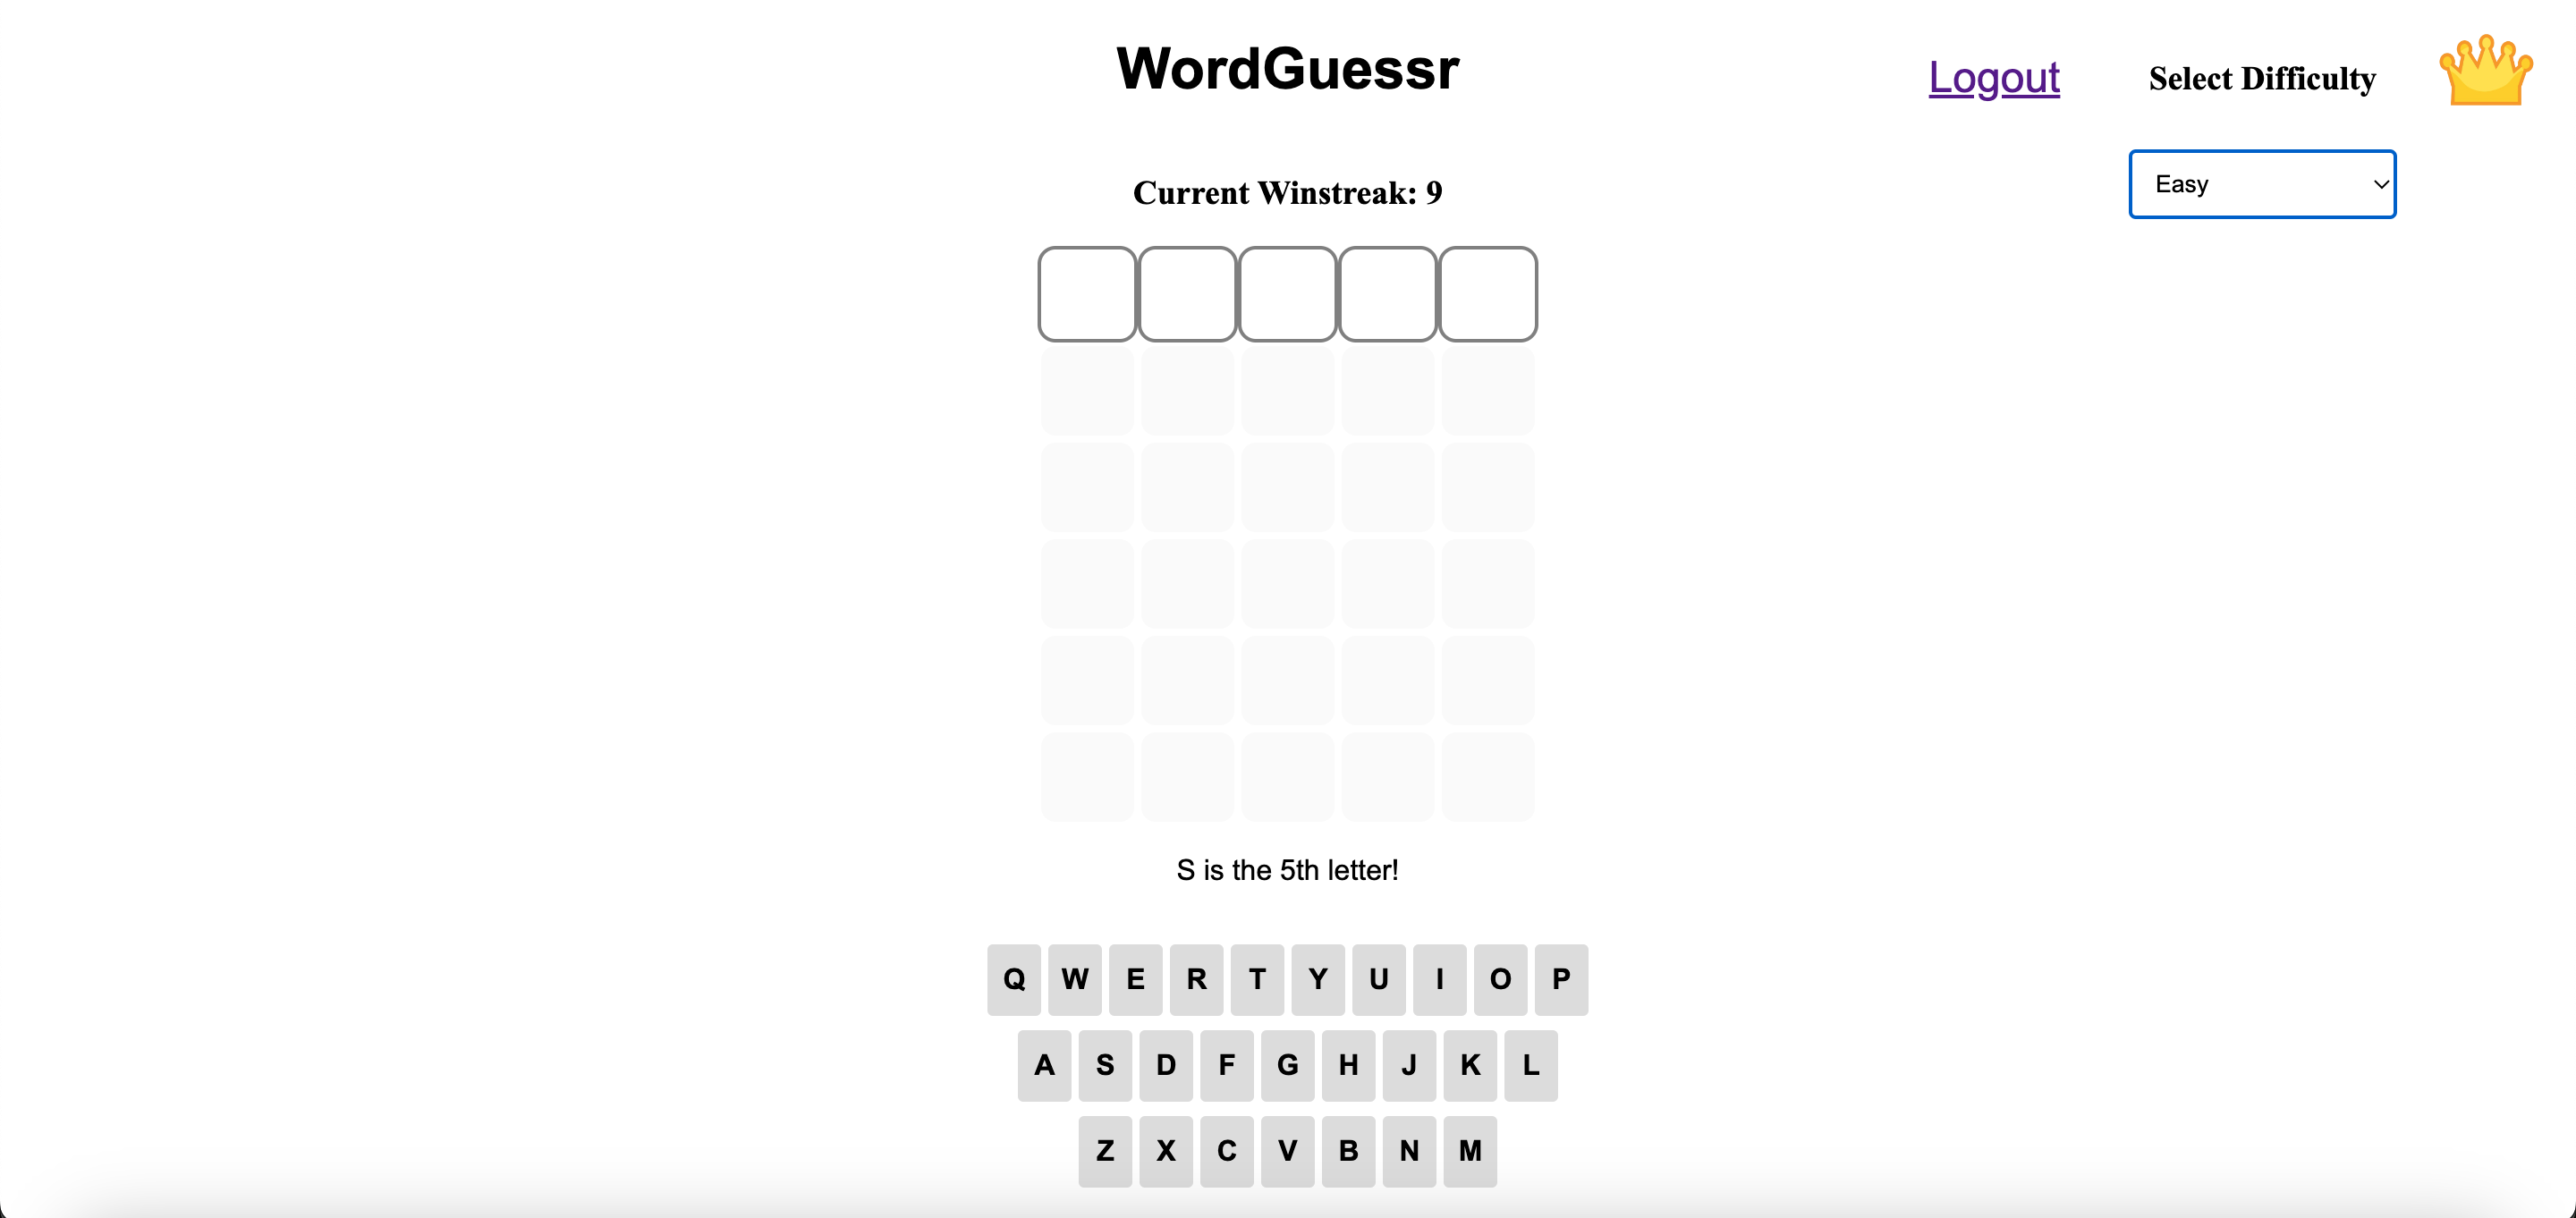 WordGuessr
Logout
Select Difficulty
Easy
Current Winstreak: 9
S is the 5th letter!
Q W E R T Y U I O P
A S D F G H J K L
Z X C V B N M